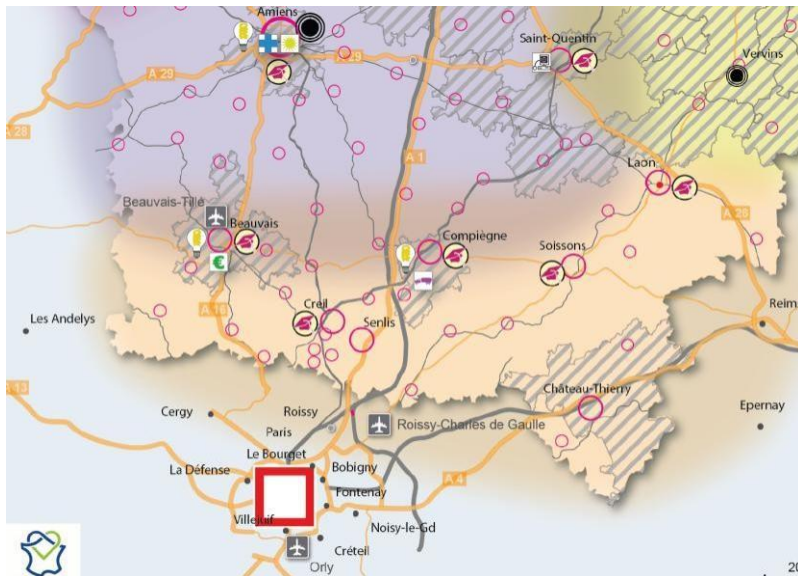 Amiens
Saint-Quentin
Vervins
A 29
A 29
A 28
A 1
Laon
Beauvais-Tillé
Beauvais
Compiègne
Soissons
A 26
€
A 16
Creil
Senlis
Les Andelys
Reim
Château-Thierry
A 13
Cergy
Roissy
Roissy-Charles de Gaulle
Epernay
Paris
Le Bourget
La Défense
Bobigny
A 4
Fontenay
Villejuif
Noisy-le-Gd
Créteil
Orly
20